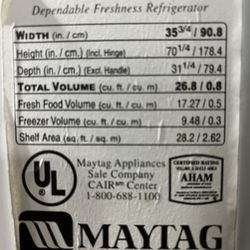 Dependable Freshness Refrigerator
WIDTH (in. / cm) 35 3/4 / 90.8
Height (in. / cm) (Incl. Hinge) 70 1/4 / 178.4
Depth (in. / cm) (Excl. Handle) 31 1/4 / 79.4
TOTAL VOLUME (cu. ft. / cu. m) 26.8 / 0.8
Fresh Food Volume (cu. ft. / cu. m) 17.27 / 0.5
Freezer Volume (cu. ft. / cu. m) 9.48 / 0.3
Shelf Area (sq. ft. / sq. m) 28.2 / 2.62
UL
Maytag Appliances
Sale Company
CAIR℠ Center
1-800-688-1100
CERTIFIED RATING
AHAM
MAYTAG